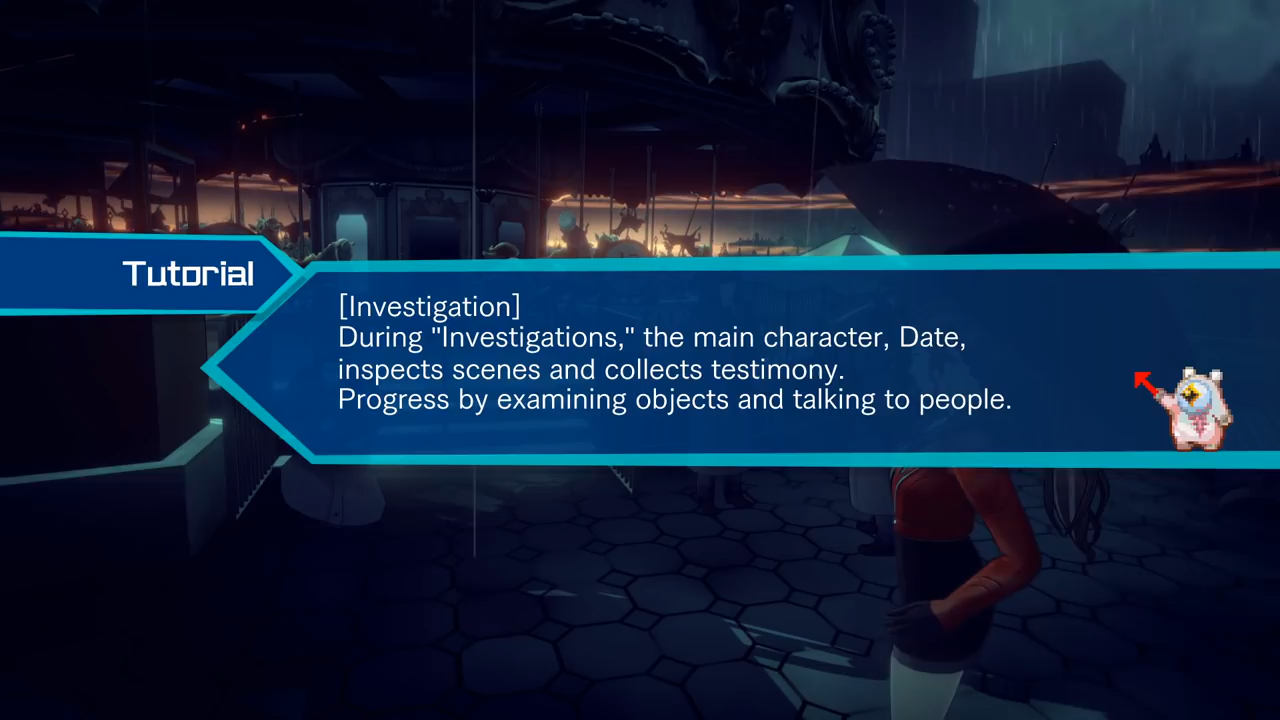 Tutorial
[Investigation]
During "Investigations," the main character, Date,
inspects scenes and collects testimony.
Progress by examining objects and talking to people.